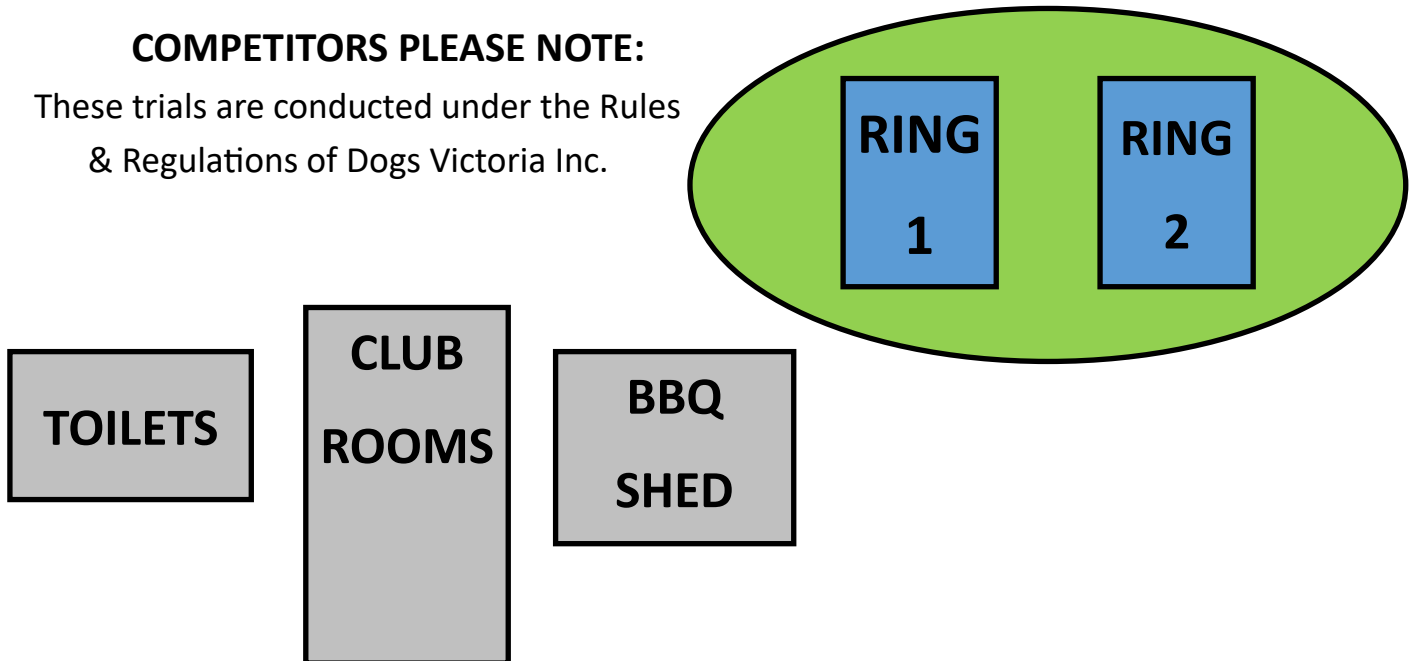 COMPETITORS PLEASE NOTE:
These trials are conducted under the Rules
& Regulations of Dogs Victoria Inc.
RING
1
RING
2
TOILETS
CLUB
ROOMS
BBQ
SHED